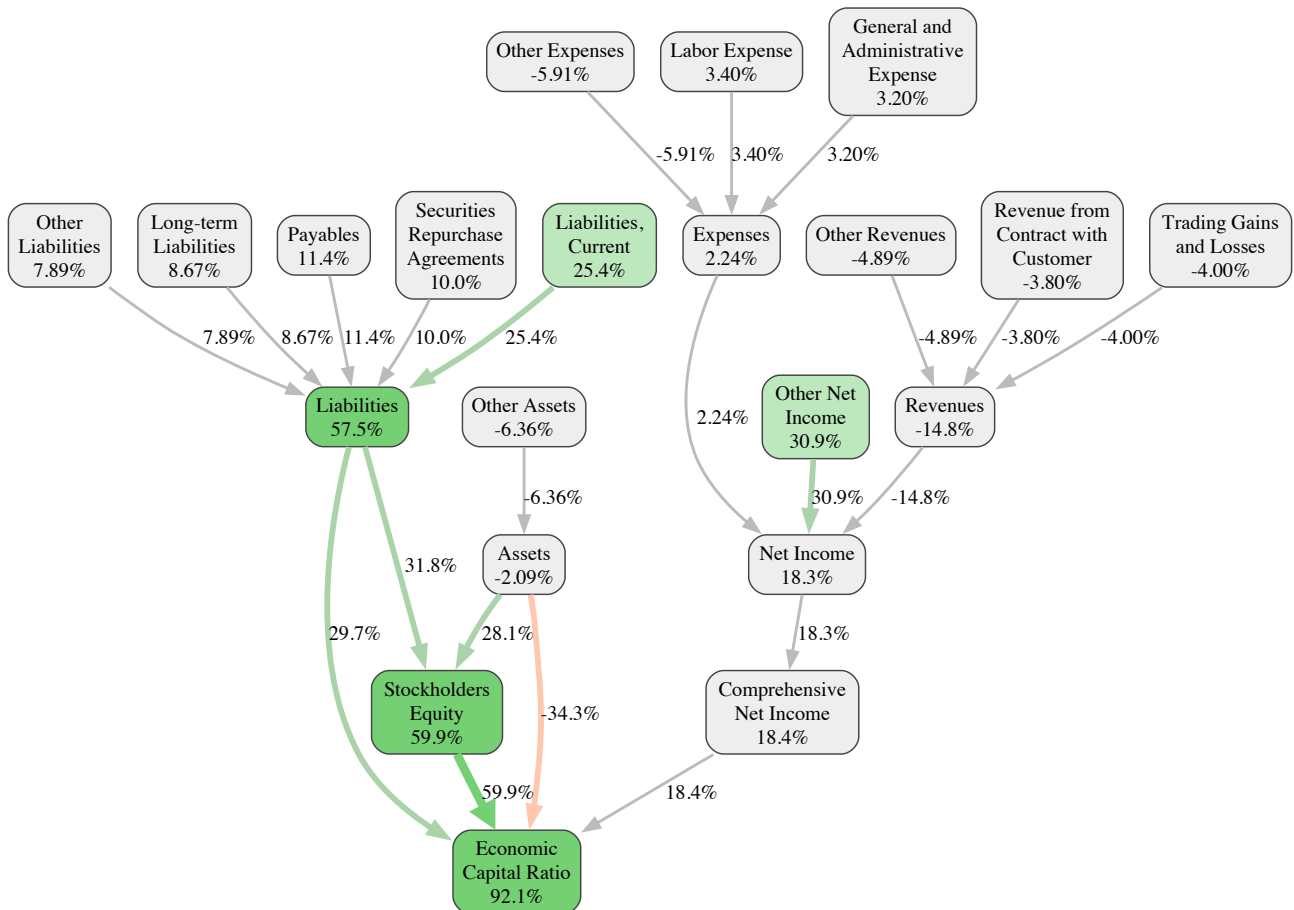 General and
Administrative
Expense
3.20%
Other Expenses
-5.91%
Labor Expense
3.40%
-5.91%
3.40%
3.20%
Other
Liabilities
7.89%
Long-term
Liabilities
8.67%
Payables
11.4%
Securities
Repurchase
Agreements
10.0%
Liabilities,
Current
25.4%
Expenses
2.24%
Other Revenues
-4.89%
Revenue from
Contract with
Customer
-3.80%
Trading Gains
and Losses
-4.00%
7.89%
8.67%
11.4%
10.0%
25.4%
-4.89%
-3.80%
-4.00%
Liabilities
57.5%
Other Assets
-6.36%
2.24%
Other Net
Income
30.9%
Revenues
-14.8%
-6.36%
30.9%
-14.8%
31.8%
Assets
-2.09%
Net Income
18.3%
29.7%
28.1%
18.3%
Stockholders
Equity
59.9%
-34.3%
Comprehensive
Net Income
18.4%
59.9%
18.4%
Economic
Capital Ratio
92.1%